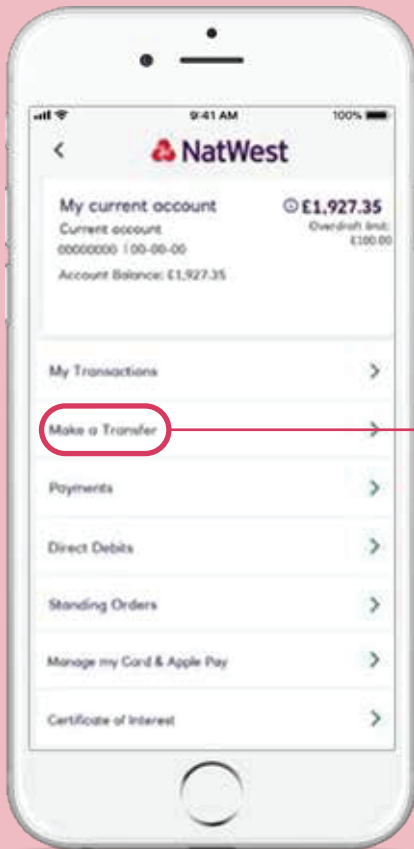 9:41 AM 100%
NatWest
My current account £1,927.35
Current account Overdraft limit:
00000000 | 00-00-00 £100.00
Account Balance: £1,927.35
My Transactions
Make a Transfer
Payments
Direct Debits
Standing Orders
Manage my Card & Apple Pay
Certificate of Interest